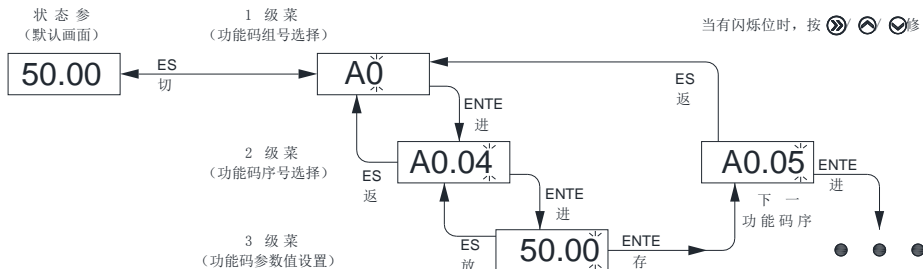 状 态 参
（默认画面）
1 级 菜
（功能码组号选择）
当有闪烁位时，按 / / 修
50.00
ES
切
A0
ES
返
ENTE
进
2 级 菜
（功能码序号选择）
A0.04
ES
返
ENTE
进
A0.05
ENTE
进
下 一
功 能 码 序
3 级 菜
（功能码参数值设置）
ES
放
50.00
ENTE
存